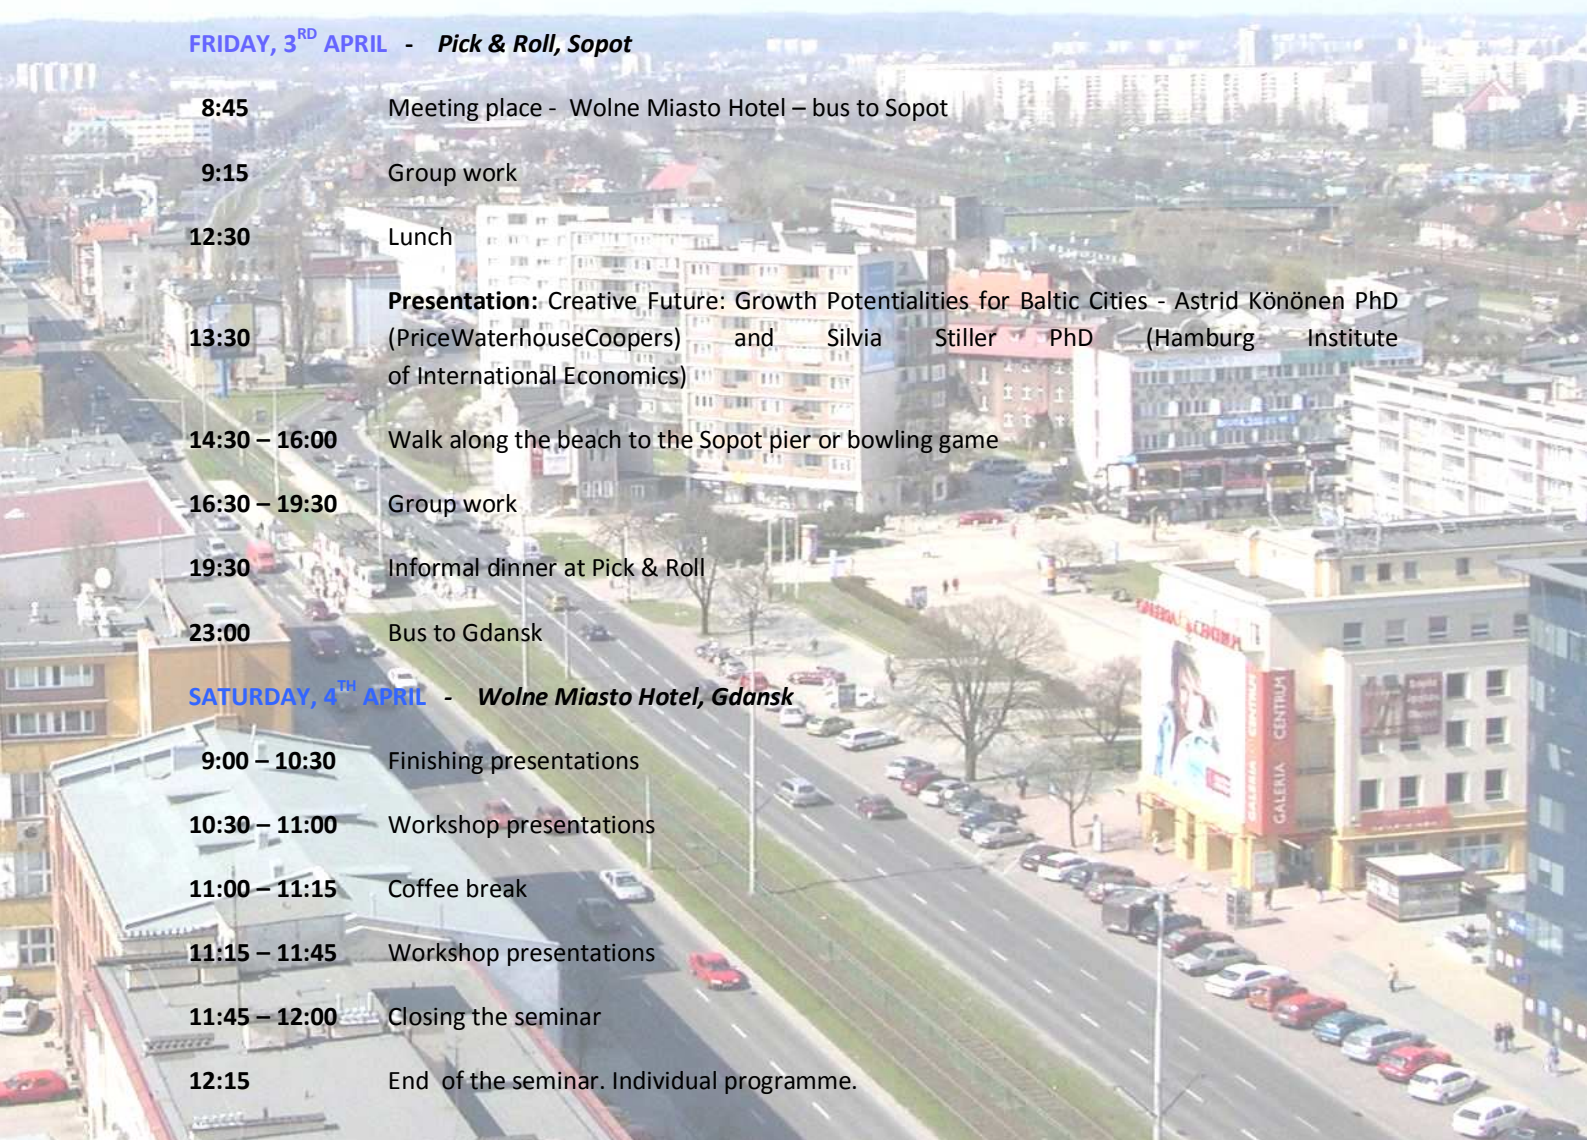 FRIDAY, 3RD APRIL - Pick & Roll, Sopot
8:45 Meeting place - Wolne Miasto Hotel – bus to Sopot
9:15 Group work
12:30 Lunch
Presentation: Creative Future: Growth Potentialities for Baltic Cities - Astrid Könönen PhD
13:30 (PriceWaterhouseCoopers) and Silvia Stiller PhD (Hamburg Institute
of International Economics)
14:30 – 16:00 Walk along the beach to the Sopot pier or bowling game
16:30 – 19:30 Group work
19:30 Informal dinner at Pick & Roll
23:00 Bus to Gdansk
SATURDAY, 4TH APRIL - Wolne Miasto Hotel, Gdansk
9:00 – 10:30 Finishing presentations
10:30 – 11:00 Workshop presentations
11:00 – 11:15 Coffee break
11:15 – 11:45 Workshop presentations
11:45 – 12:00 Closing the seminar
12:15 End of the seminar. Individual programme.
GALERIA CENTRUM
GALERIA CENTRUM
GALERIA CENTRUM